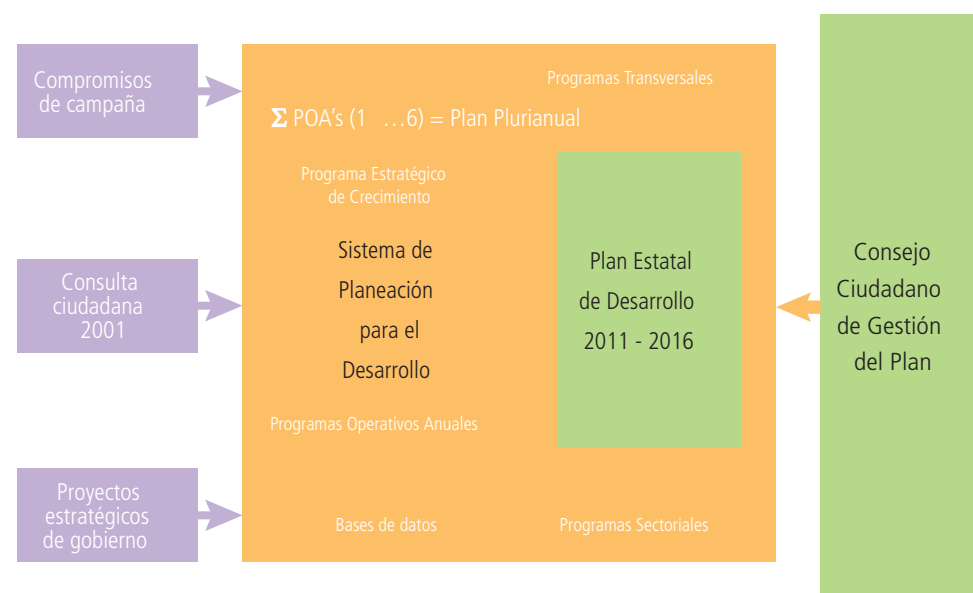 Compromisos
de campaña
Consulta
ciudadana
2001
Proyectos
estratégicos
de gobierno
Programas Transversales
Σ POA's (1 …6) = Plan Plurianual
Programa Estratégico
de Crecimiento
Sistema de
Planeación
para el
Desarrollo
Programas Operativos Anuales
Bases de datos
Plan Estatal
de Desarrollo
2011 - 2016
Programas Sectoriales
Consejo
Ciudadano
de Gestión
del Plan